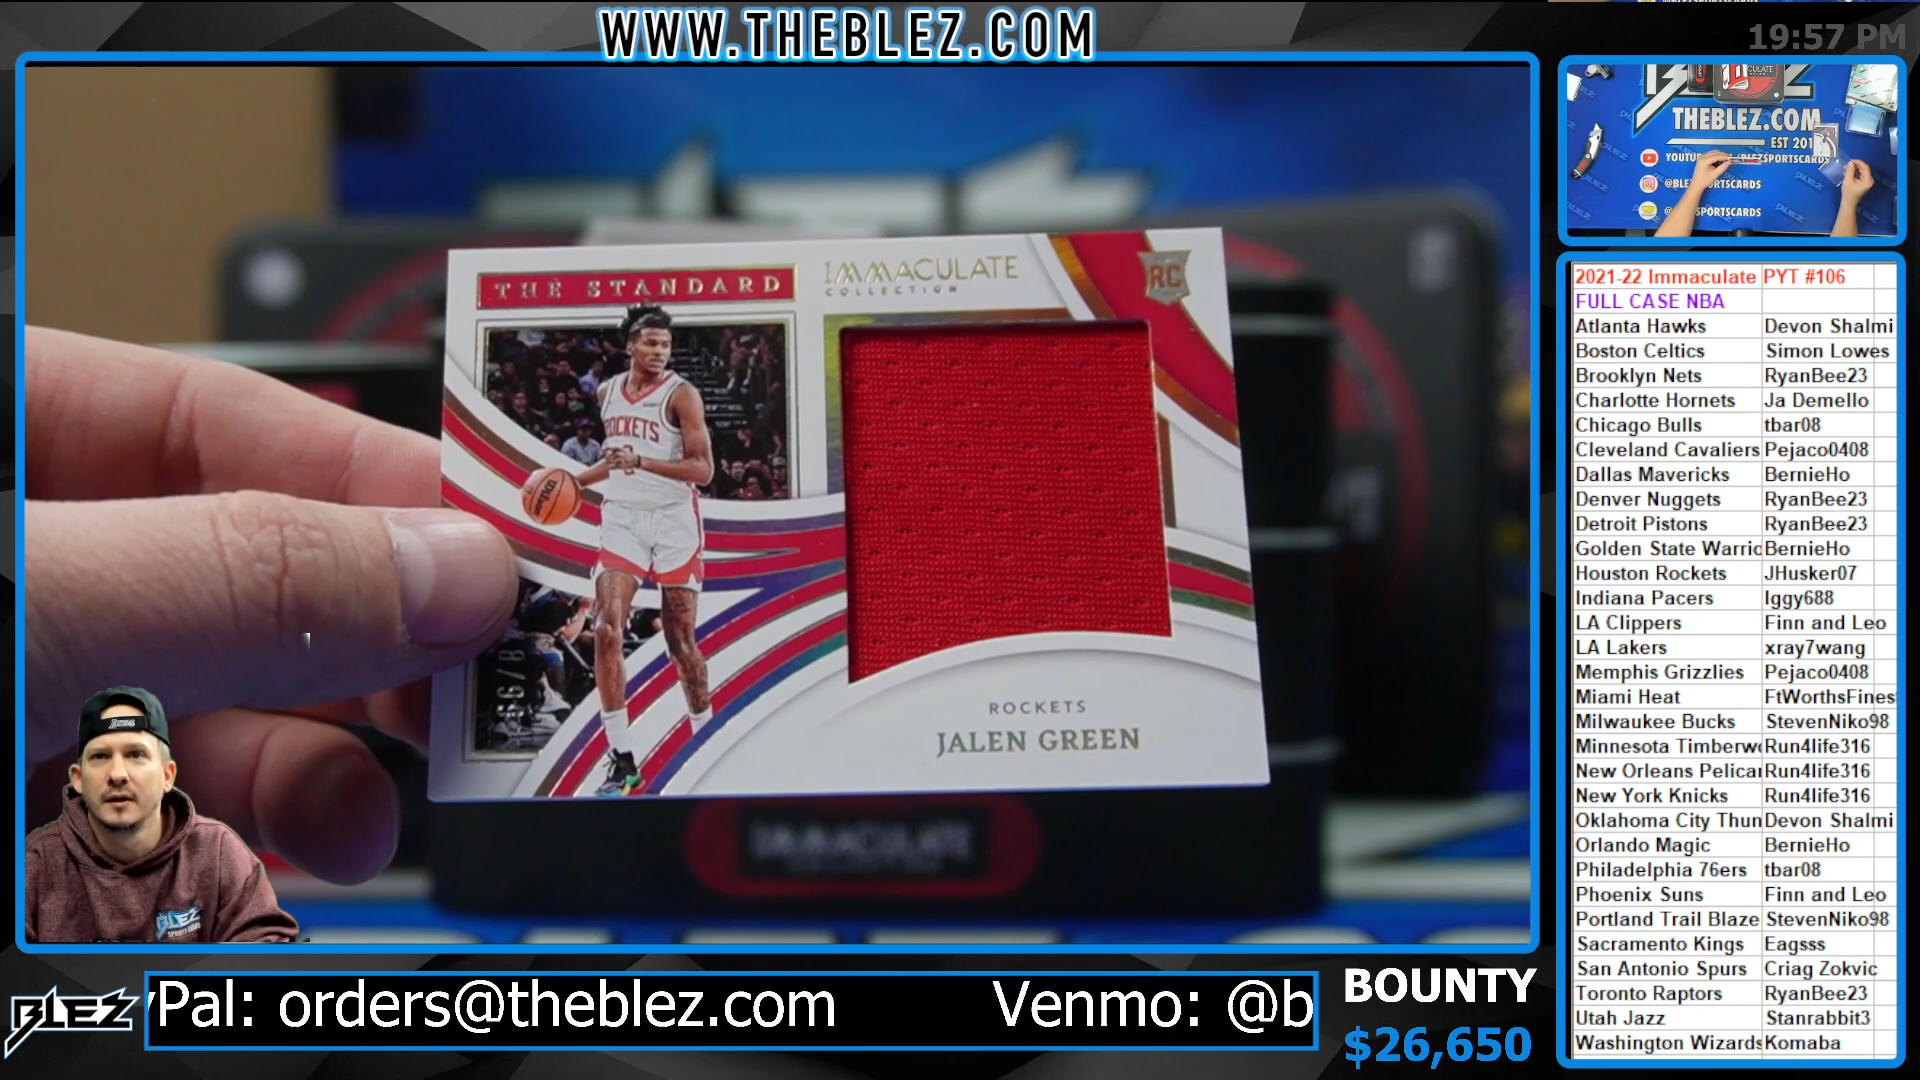 WWW.THEBLEZ.COM
19:57 PM
THEBLEZ.COM
EST 201
@BLE
ORTSCARDS
SPORTSCARDS
THE STANDARD
IMMACULATE
COLLECTION
RC
ROCKETS
ROCKETS
JALEN GREEN
IMMACULATE
2021-22 Immaculate PYT #106
FULL CASE NBA
Atlanta Hawks Devon Shalmi
Boston Celtics Simon Lowes
Brooklyn Nets RyanBee23
Charlotte Hornets Ja Demello
Chicago Bulls tbar08
Cleveland Cavaliers Pejaco0408
Dallas Mavericks BernieHo
Denver Nuggets RyanBee23
Detroit Pistons RyanBee23
Golden State Warric BernieHo
Houston Rockets JHusker07
Indiana Pacers Iggy688
LA Clippers Finn and Leo
LA Lakers xray7wang
Memphis Grizzlies Pejaco0408
Miami Heat FtWorthsFines
Milwaukee Bucks StevenNiko98
Minnesota Timberw Run4life316
New Orleans Pelica Run4life316
New York Knicks Run4life316
Oklahoma City Thun Devon Shalmi
Orlando Magic BernieHo
Philadelphia 76ers tbar08
Phoenix Suns Finn and Leo
Portland Trail Blaze StevenNiko98
Sacramento Kings Eagsss
San Antonio Spurs Criag Zokvic
Toronto Raptors RyanBee23
Utah Jazz Stanrabbit3
Washington Wizards Komaba
BLEZ
BLEZ
yPal: orders@theblez.com Venmo: @b
BOUNTY
$26,650